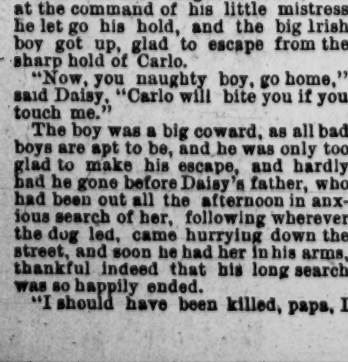 at the command of his little mistress
he let go his hold, and the big Irish
boy got up, glad to escape from the
sharp hold of Carlo.
"Now, you naughty boy, go home,"
said Daisy, "Carlo will bite you if you
touch me."
The boy was a big coward, as all bad
boys are apt to be, and he was only too
glad to make his escape, and hardly
had he gone before Daisy's father, who
had been out all the afternoon in anx-
ious search of her, following wherever
the dog led, came hurrying down the
street, and soon he had her in his arms,
thankful indeed that his long search
was so happily ended.
"I should have been killed, papa, I